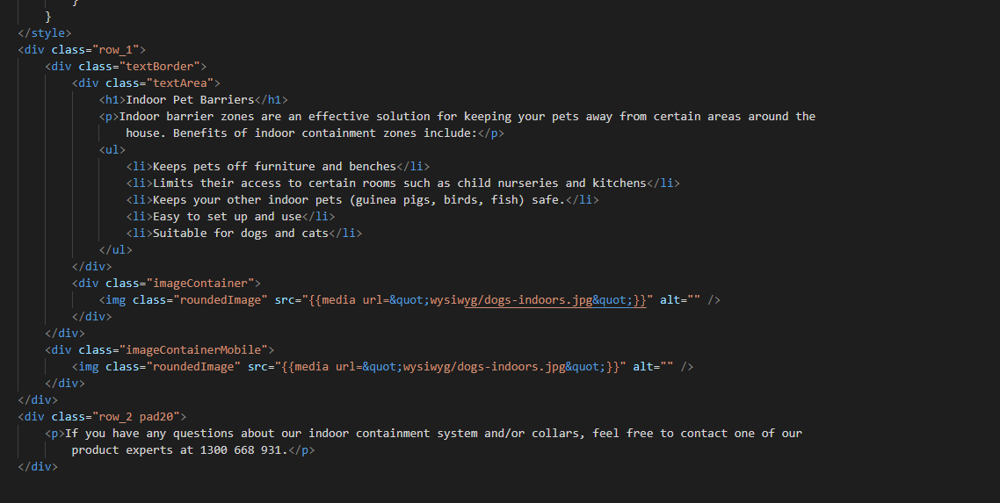 }
}
</style>
<div class="row_1">
<div class="textBorder">
<div class="textArea">
<h1>Indoor Pet Barriers</h1>
<p>Indoor barrier zones are an effective solution for keeping your pets away from certain areas around the
house. Benefits of indoor containment zones include:</p>
<ul>
<li>Keeps pets off furniture and benches</li>
<li>Limits their access to certain rooms such as child nurseries and kitchens</li>
<li>Keeps your other indoor pets (guinea pigs, birds, fish) safe.</li>
<li>Easy to set up and use</li>
<li>Suitable for dogs and cats</li>
</ul>
</div>
<div class="imageContainer">
<img class="roundedImage" src="{{media url=&quot;wysiwyg/dogs-indoors.jpg&quot;}}" alt="" />
</div>
</div>
<div class="imageContainerMobile">
<img class="roundedImage" src="{{media url=&quot;wysiwyg/dogs-indoors.jpg&quot;}}" alt="" />
</div>
</div>
<div class="row_2 pad20">
<p>If you have any questions about our indoor containment system and/or collars, feel free to contact one of our
product experts at 1300 668 931.</p>
</div>